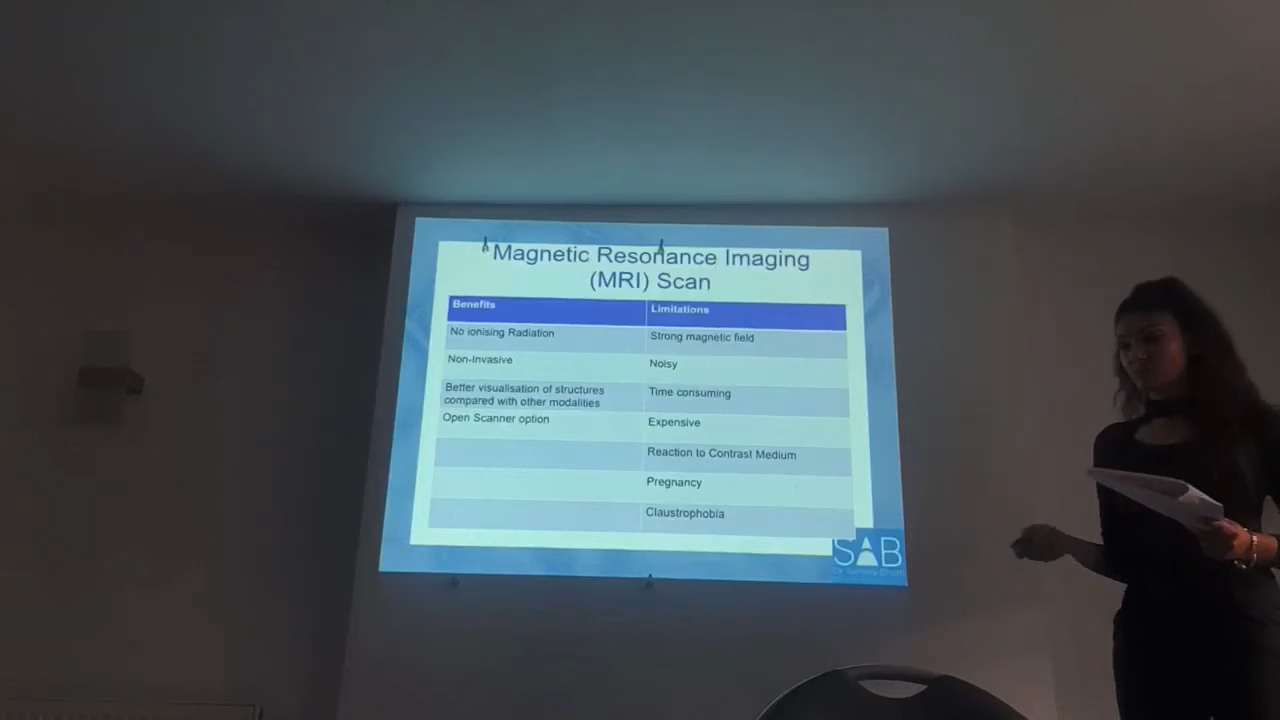 Magnetic Resonance Imaging
(MRI) Scan
Benefits
Limitations
No ionising Radiation
Strong magnetic field
Non-Invasive
Noisy
Better visualisation of structures
compared with other modalities
Time consuming
Open Scanner option
Expensive
Reaction to Contrast Medium
Pregnancy
Claustrophobia
SAB